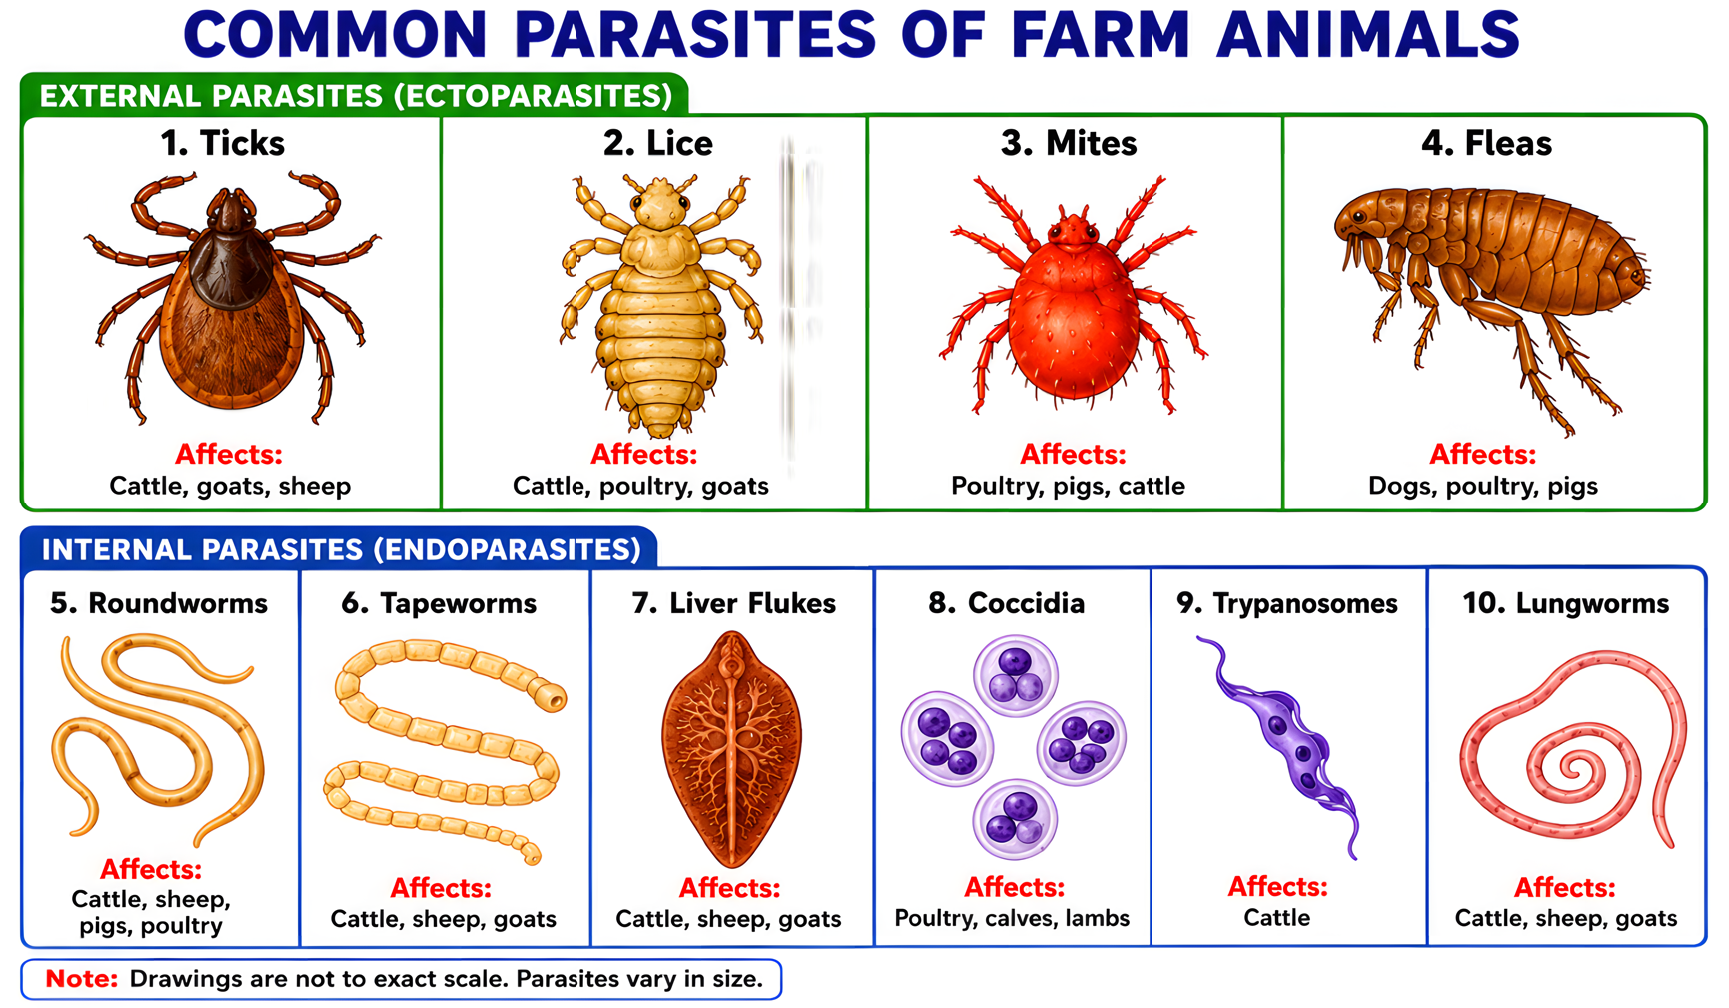 COMMON PARASITES OF FARM ANIMALS
EXTERNAL PARASITES (ECTOPARASITES)
1. Ticks
Affects:
Cattle, goats, sheep
2. Lice
Affects:
Cattle, poultry, goats
3. Mites
Affects:
Poultry, pigs, cattle
4. Fleas
Affects:
Dogs, poultry, pigs
INTERNAL PARASITES (ENDOPARASITES)
5. Roundworms
Affects:
Cattle, sheep,
pigs, poultry
6. Tapeworms
Affects:
Cattle, sheep, goats
7. Liver Flukes
Affects:
Cattle, sheep, goats
8. Coccidia
Affects:
Poultry, calves, lambs
9. Trypanosomes
Affects:
Cattle
10. Lungworms
Affects:
Cattle, sheep, goats
Note: Drawings are not to exact scale. Parasites vary in size.